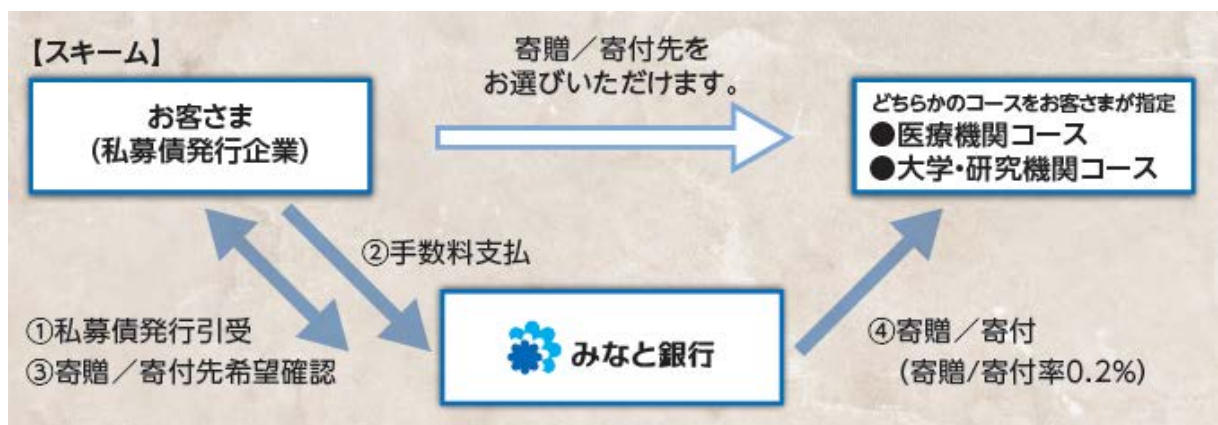 【スキーム】
寄贈／寄付先を
お選びいただけます。
お客さま
(私募債発行企業)
どちらかのコースをお客さまが指定
●医療機関コース
●大学・研究機関コース
②手数料支払
①私募債発行引受
③寄贈／寄付先希望確認
みなと銀行
④寄贈／寄付
(寄贈/寄付率0.2%)